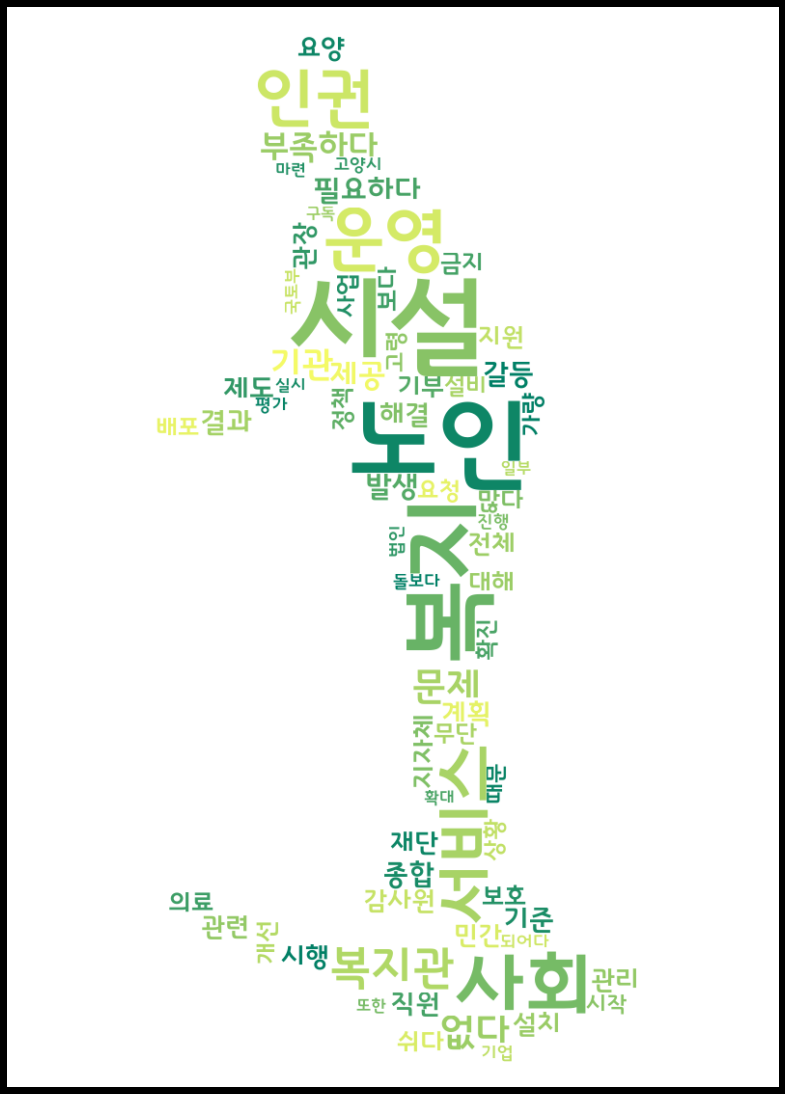 요양
인권
부족하다
마련
고양시
필요하다
구독
관장
운영
금지
국토부
사업
보다
시설
고령
지원
기관
제공
기부
설비
갈등
제도
실시
평가
정책
해결
가량
배포
결과
노인
일부
발생
요청
많다
진행
법인
복지
전체
돌보다
대해
확진
문제
계획
지자체
무단
확대
때문
서비스
상황
재단
종합
의료
감사원
보호
관련
기준
개선
민간
되어다
시행
복지관
사회
관리
또한
직원
시작
없다
설치
쉬다
기업